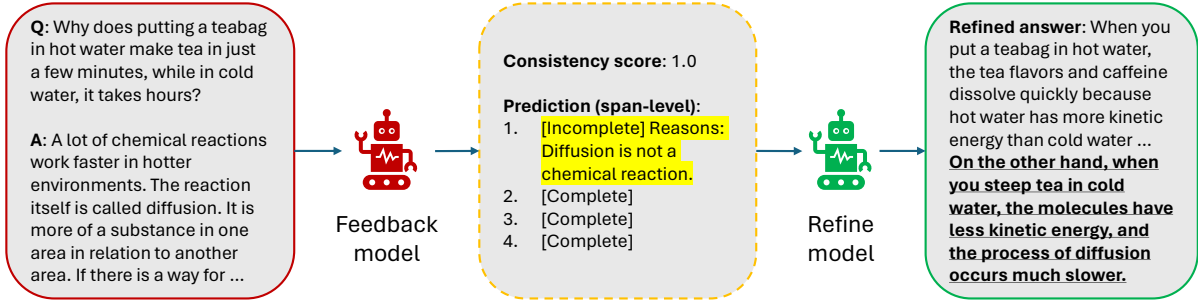 Q: Why does putting a teabag
in hot water make tea in just
a few minutes, while in cold
water, it takes hours?
A: A lot of chemical reactions
work faster in hotter
environments. The reaction
itself is called diffusion. It is
more of a substance in one
area in relation to another
area. If there is a way for ...
Feedback
model
Consistency score: 1.0
Prediction (span-level):
1. [Incomplete] Reasons:
Diffusion is not a
chemical reaction.
2. [Complete]
3. [Complete]
4. [Complete]
Refine
model
Refined answer: When you
put a teabag in hot water,
the tea flavors and caffeine
dissolve quickly because
hot water has more kinetic
energy than cold water ...
On the other hand, when
you steep tea in cold
water, the molecules have
less kinetic energy, and
the process of diffusion
occurs much slower.